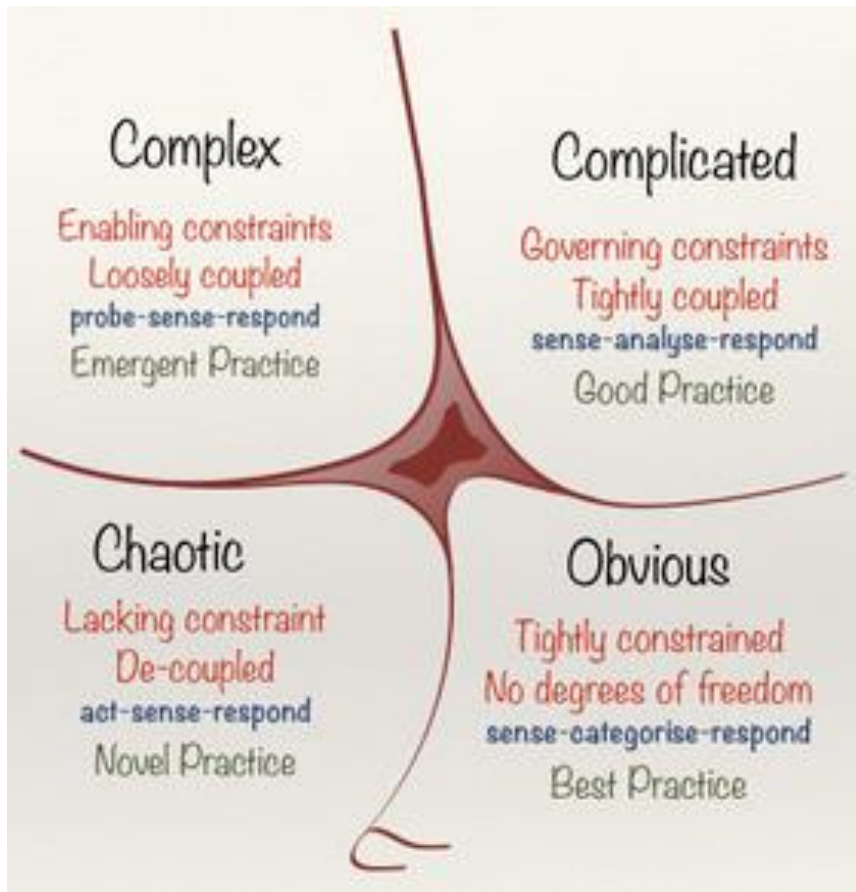 Complex
Enabling constraints
Loosely coupled
probe-sense-respond
Emergent Practice
Complicated
Governing constraints
Tightly coupled
sense-analyse-respond
Good Practice
Chaotic
Lacking constraint
De-coupled
act-sense-respond
Novel Practice
Obvious
Tightly constrained
No degrees of freedom
sense-categorise-respond
Best Practice